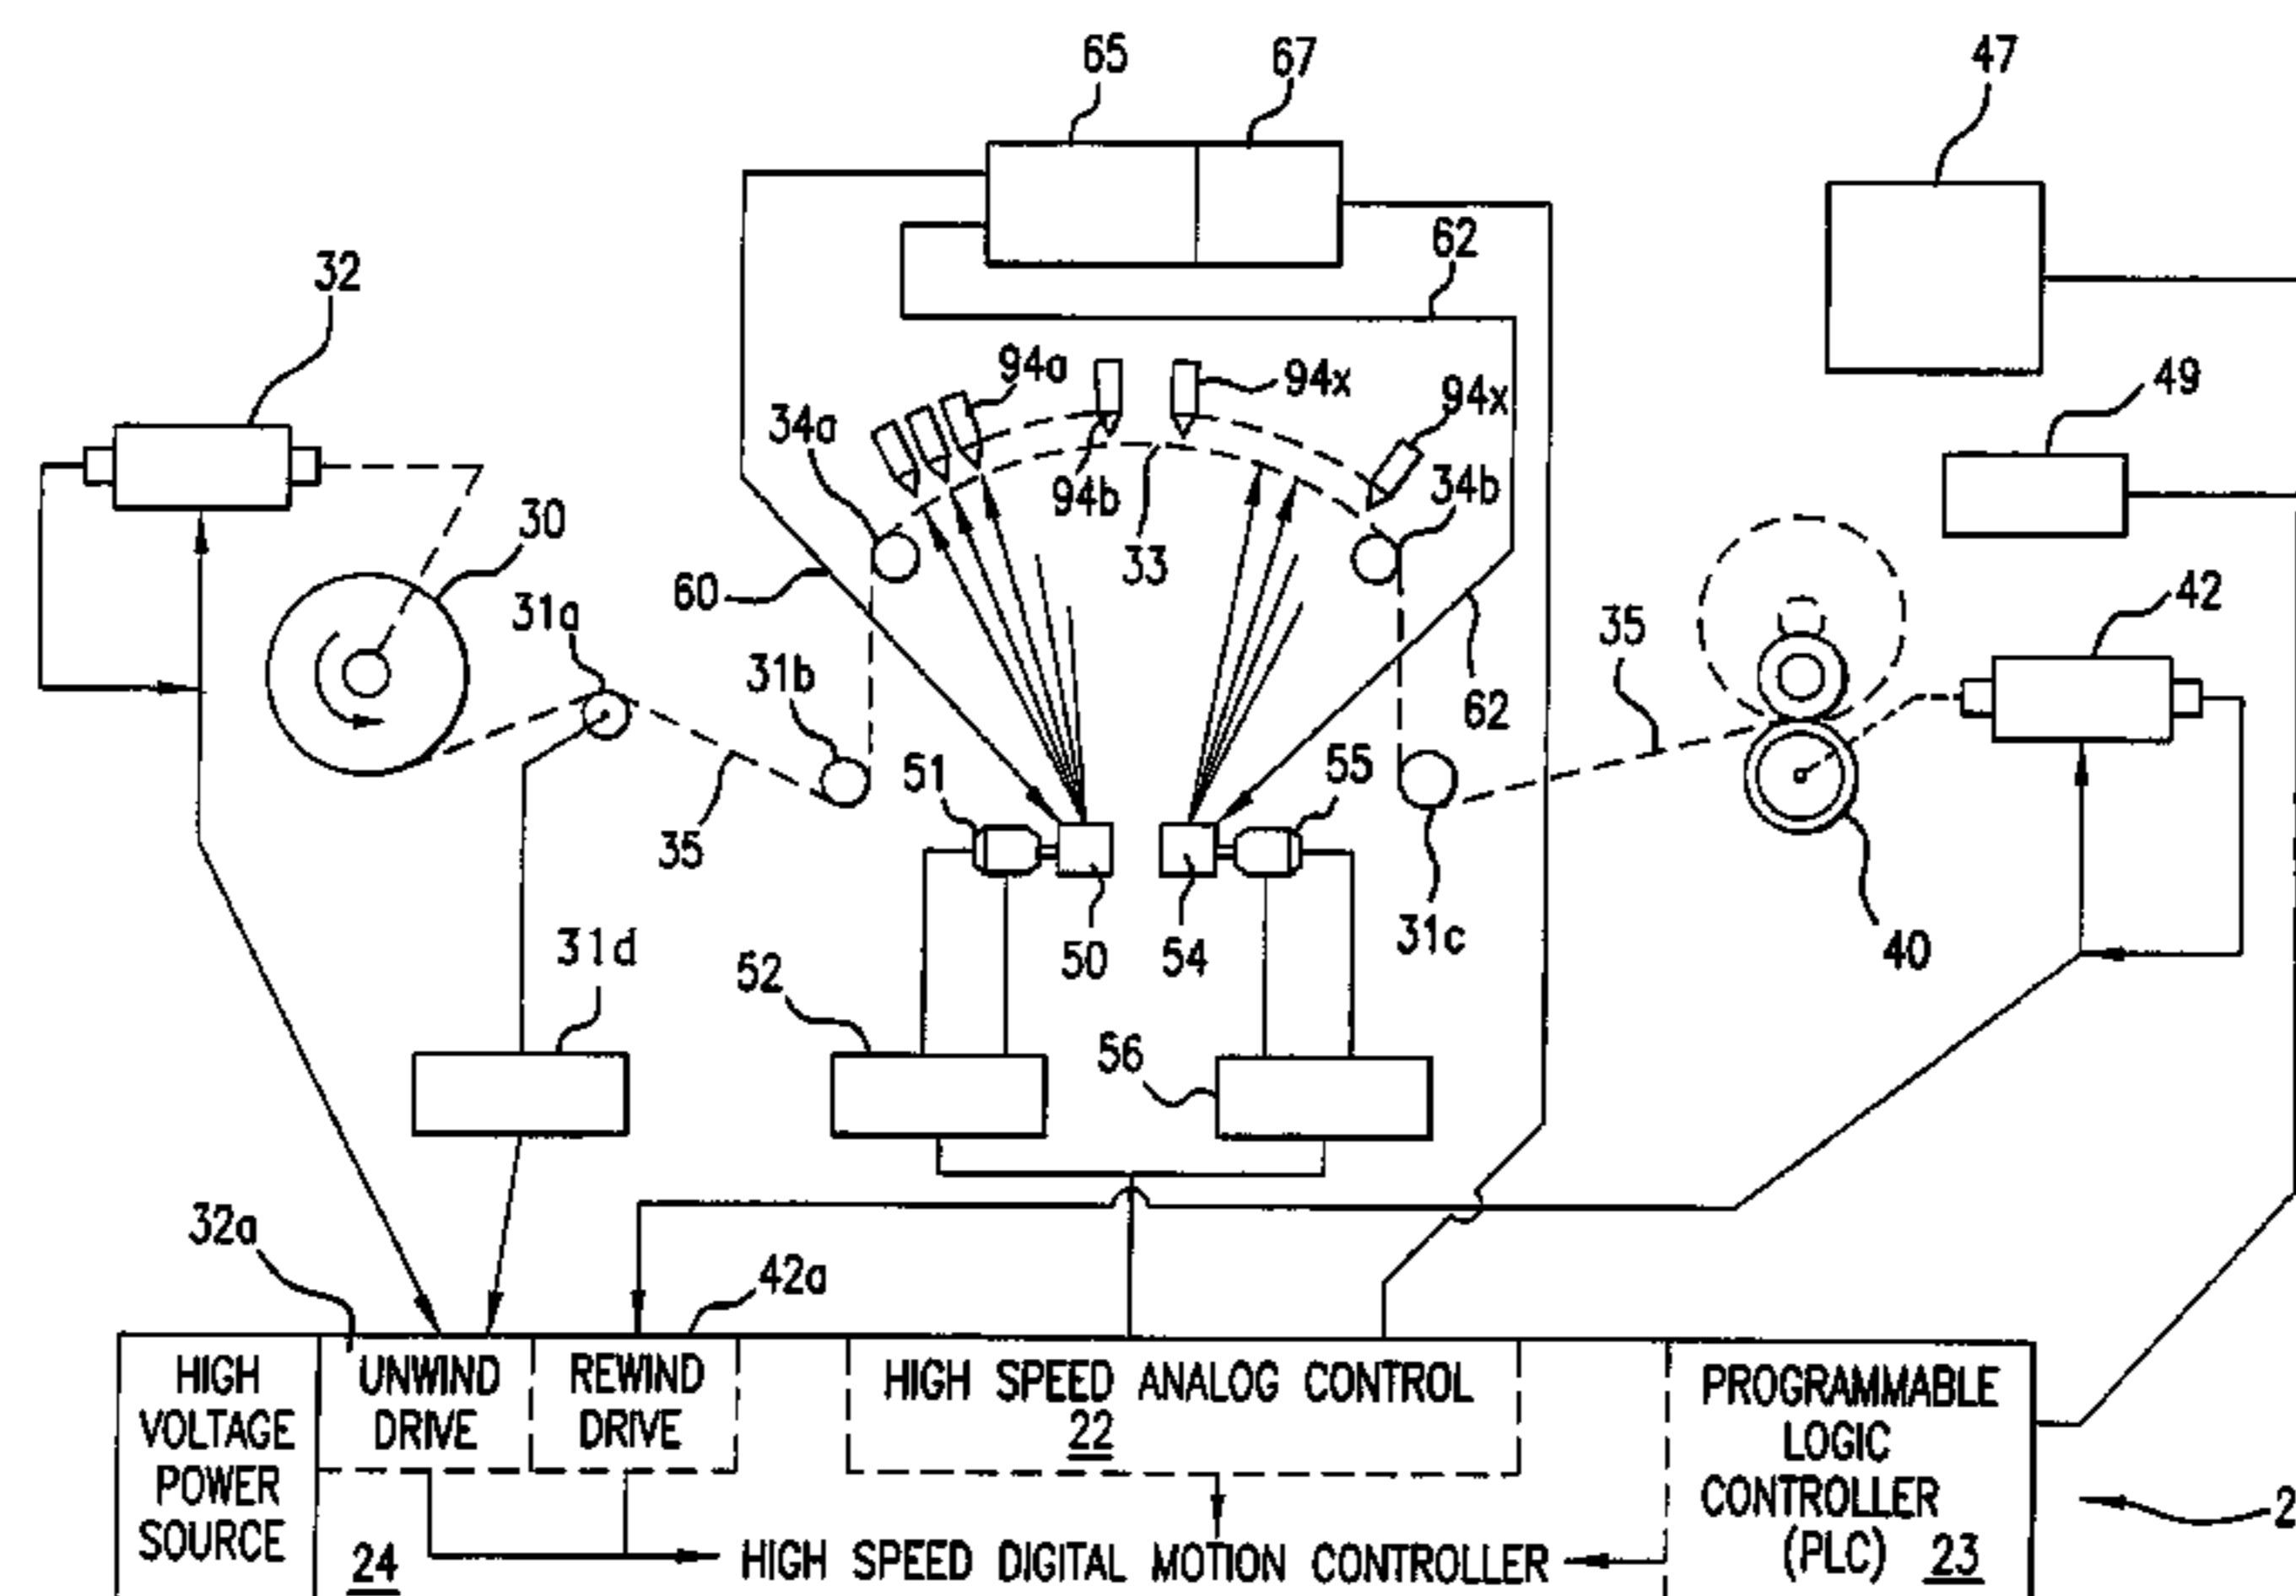 65
67
47
62
32
94a
94x
94x
49
34a
94b
34b
30
33
60
42
31a
35
31b
62
51
55
35
50
54
31c
40
31d
52
56
32a
42a
HIGH
VOLTAGE
POWER
SOURCE
UNWIND
DRIVE
REWIND
DRIVE
HIGH SPEED ANALOG CONTROL
22
PROGRAMMABLE
LOGIC
CONTROLLER
(PLC) 23
24
HIGH SPEED DIGITAL MOTION CONTROLLER